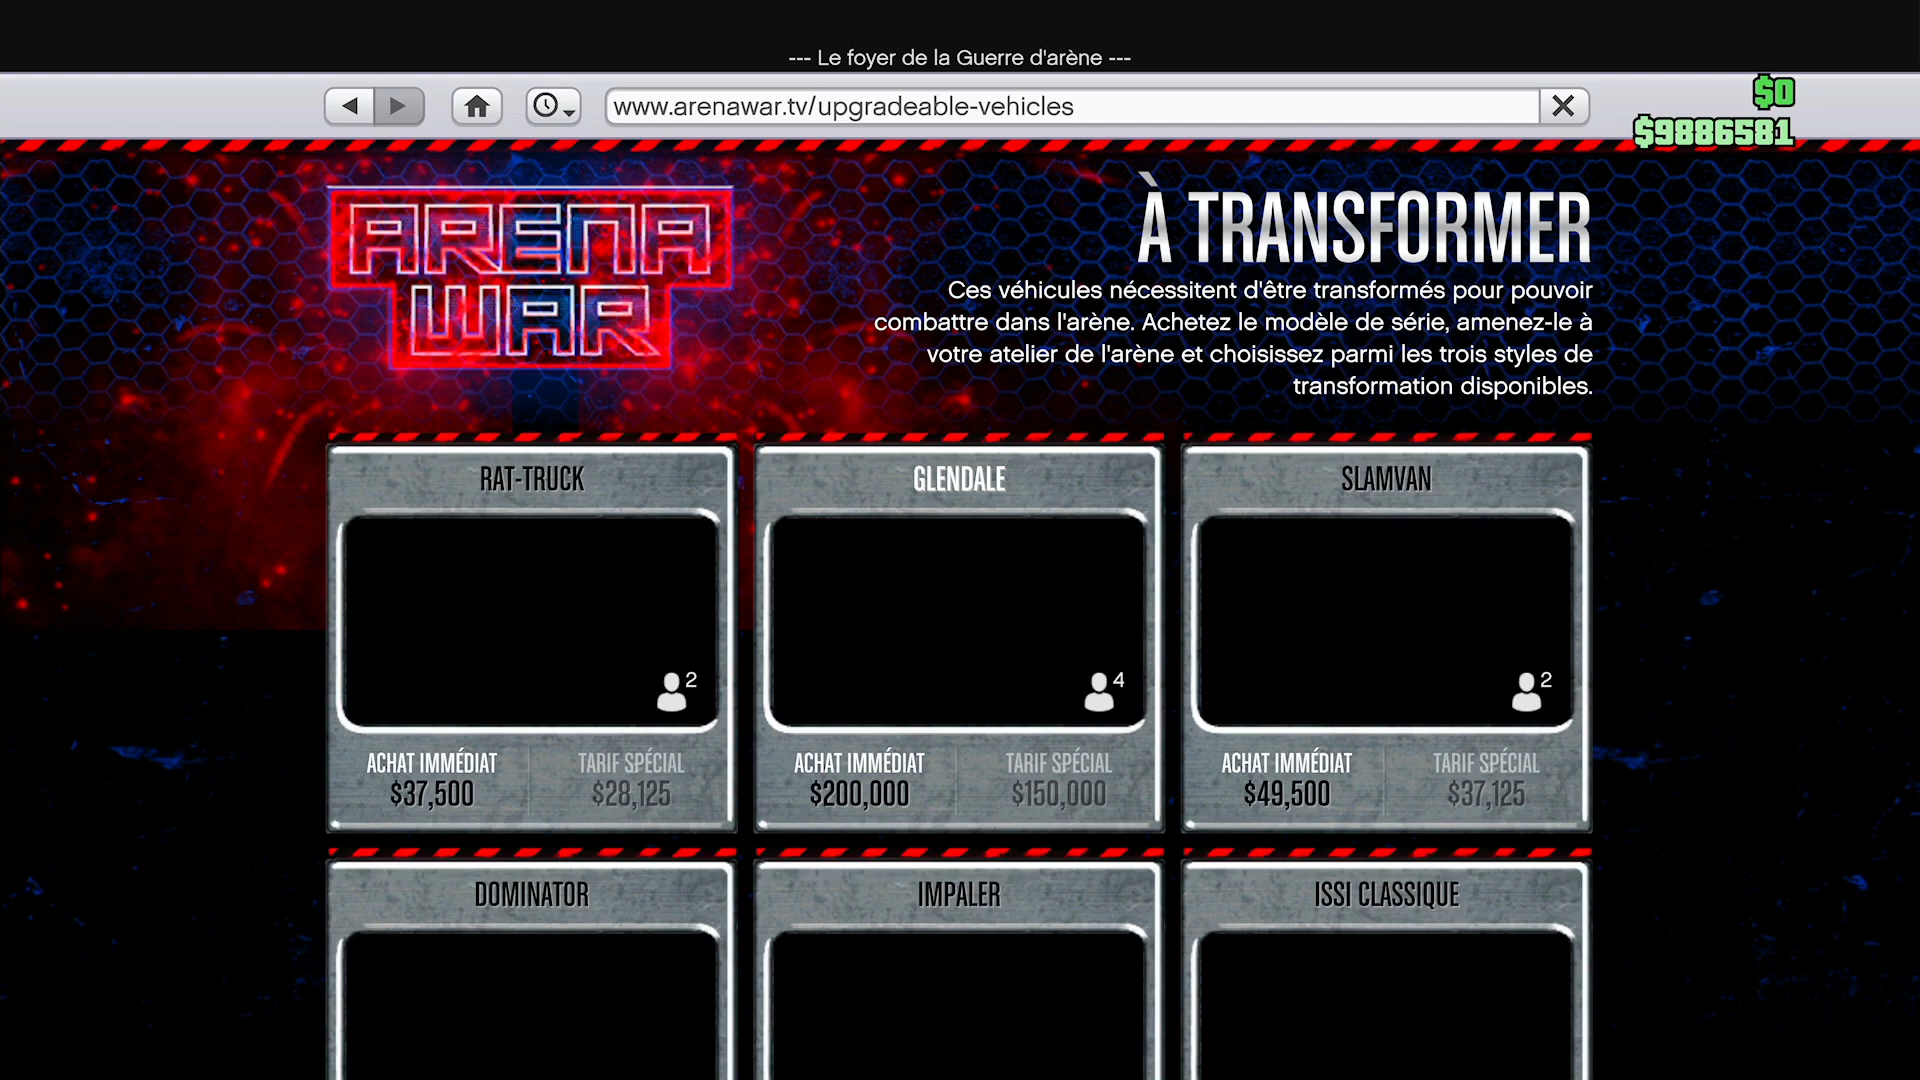 --- Le foyer de la Guerre d'arène ---
www.arenawar.tv/upgradeable-vehicles
$0
$9886581
ARENA
WAR
À TRANSFORMER
Ces véhicules nécessitent d'être transformés pour pouvoir
combattre dans l'arène. Achetez le modèle de série, amenez-le à
votre atelier de l'arène et choisissez parmi les trois styles de
transformation disponibles.
RAT-TRUCK
2
ACHAT IMMÉDIAT
$37,500
TARIF SPÉCIAL
$28,125
GLENDALE
4
ACHAT IMMÉDIAT
$200,000
TARIF SPÉCIAL
$150,000
SLAMVAN
2
ACHAT IMMÉDIAT
$49,500
TARIF SPÉCIAL
$37,125
DOMINATOR
IMPALER
ISSI CLASSIQUE